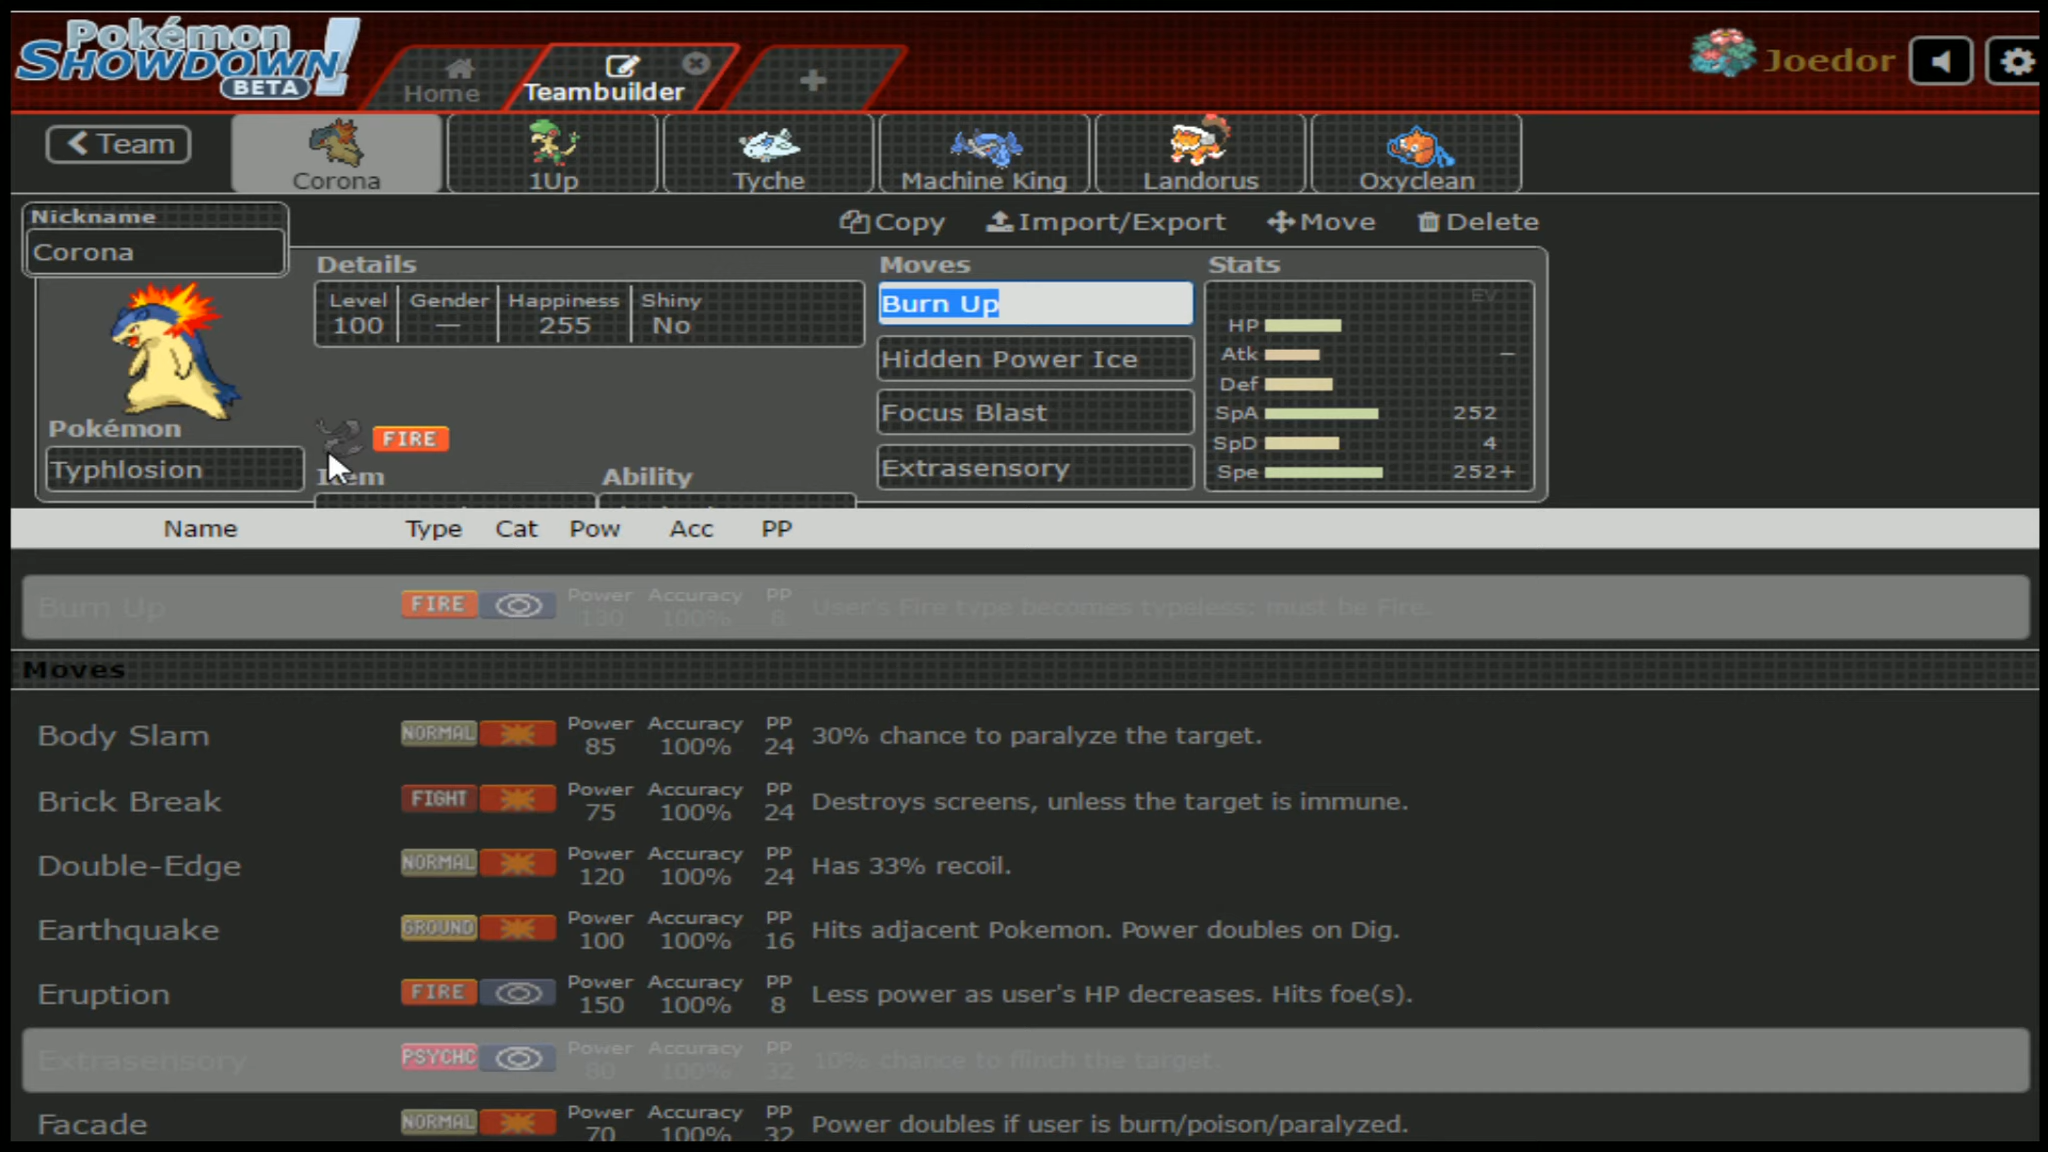 Pokémon
SHOWDOWN!
BETA
Home
Teambuilder
Joedor
Team
Corona
1Up
Tyche
Machine King
Landorus
Oxyclean
Nickname
Corona
Copy
Import/Export
Move
Delete
Details
Level
100
Gender
—
Happiness
255
Shiny
No
Pokémon
Typhlosion
FIRE
Item
Ability
Moves
Burn Up
Hidden Power Ice
Focus Blast
Extrasensory
Stats
EV
HP
Atk –
Def
SpA 252
SpD 4
Spe 252+
Name Type Cat Pow Acc PP
Burn Up FIRE Power 130 Accuracy 100% PP 8 User's Fire type becomes typeless; must be Fire.
Moves
Body Slam NORMAL Power 85 Accuracy 100% PP 24 30% chance to paralyze the target.
Brick Break FIGHT Power 75 Accuracy 100% PP 24 Destroys screens, unless the target is immune.
Double-Edge NORMAL Power 120 Accuracy 100% PP 24 Has 33% recoil.
Earthquake GROUND Power 100 Accuracy 100% PP 16 Hits adjacent Pokemon. Power doubles on Dig.
Eruption FIRE Power 150 Accuracy 100% PP 8 Less power as user's HP decreases. Hits foe(s).
Extrasensory PSYCHC Power 80 Accuracy 100% PP 32 10% chance to flinch the target.
Facade NORMAL Power 70 Accuracy 100% PP 32 Power doubles if user is burn/poison/paralyzed.